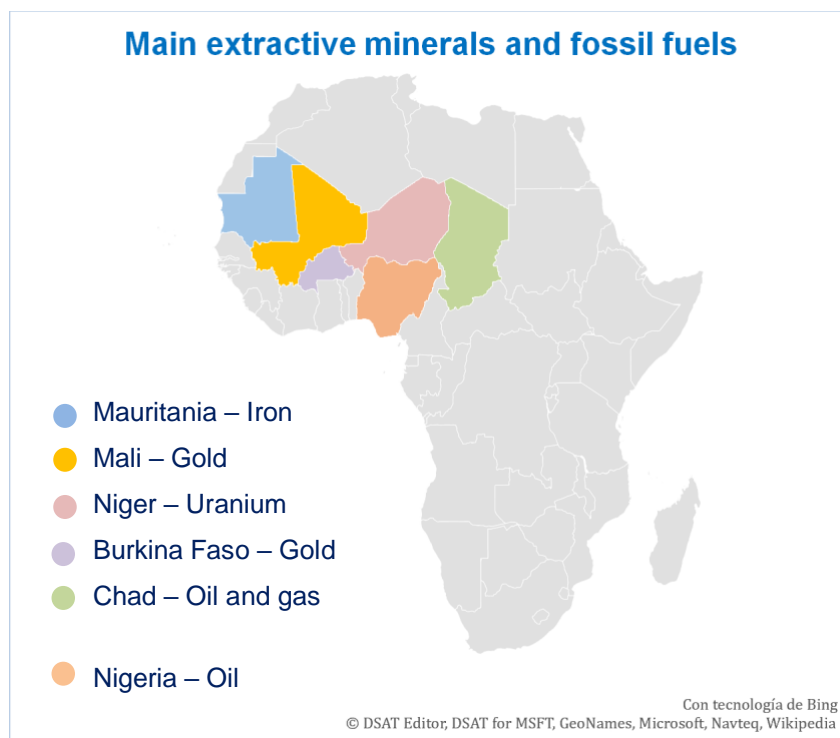 Main extractive minerals and fossil fuels
Mauritania – Iron
Mali – Gold
Niger – Uranium
Burkina Faso – Gold
Chad – Oil and gas
Nigeria – Oil
Con tecnología de Bing
© DSAT Editor, DSAT for MSFT, GeoNames, Microsoft, Navteq, Wikipedia